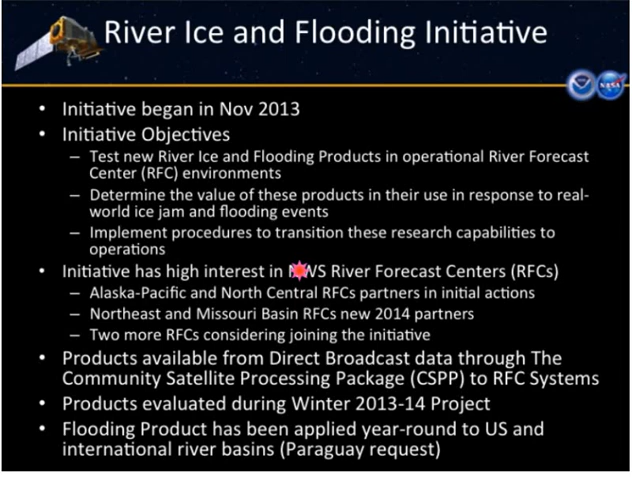 River Ice and Flooding Initiative
NASA
• Initiative began in Nov 2013
• Initiative Objectives
– Test new River Ice and Flooding Products in operational River Forecast
Center (RFC) environments
– Determine the value of these products in their use in response to real-
world ice jam and flooding events
– Implement procedures to transition these research capabilities to
operations
• Initiative has high interest in NWS River Forecast Centers (RFCs)
– Alaska-Pacific and North Central RFCs partners in initial actions
– Northeast and Missouri Basin RFCs new 2014 partners
– Two more RFCs considering joining the initiative
• Products available from Direct Broadcast data through The
Community Satellite Processing Package (CSPP) to RFC Systems
• Products evaluated during Winter 2013-14 Project
• Flooding Product has been applied year-round to US and
international river basins (Paraguay request)